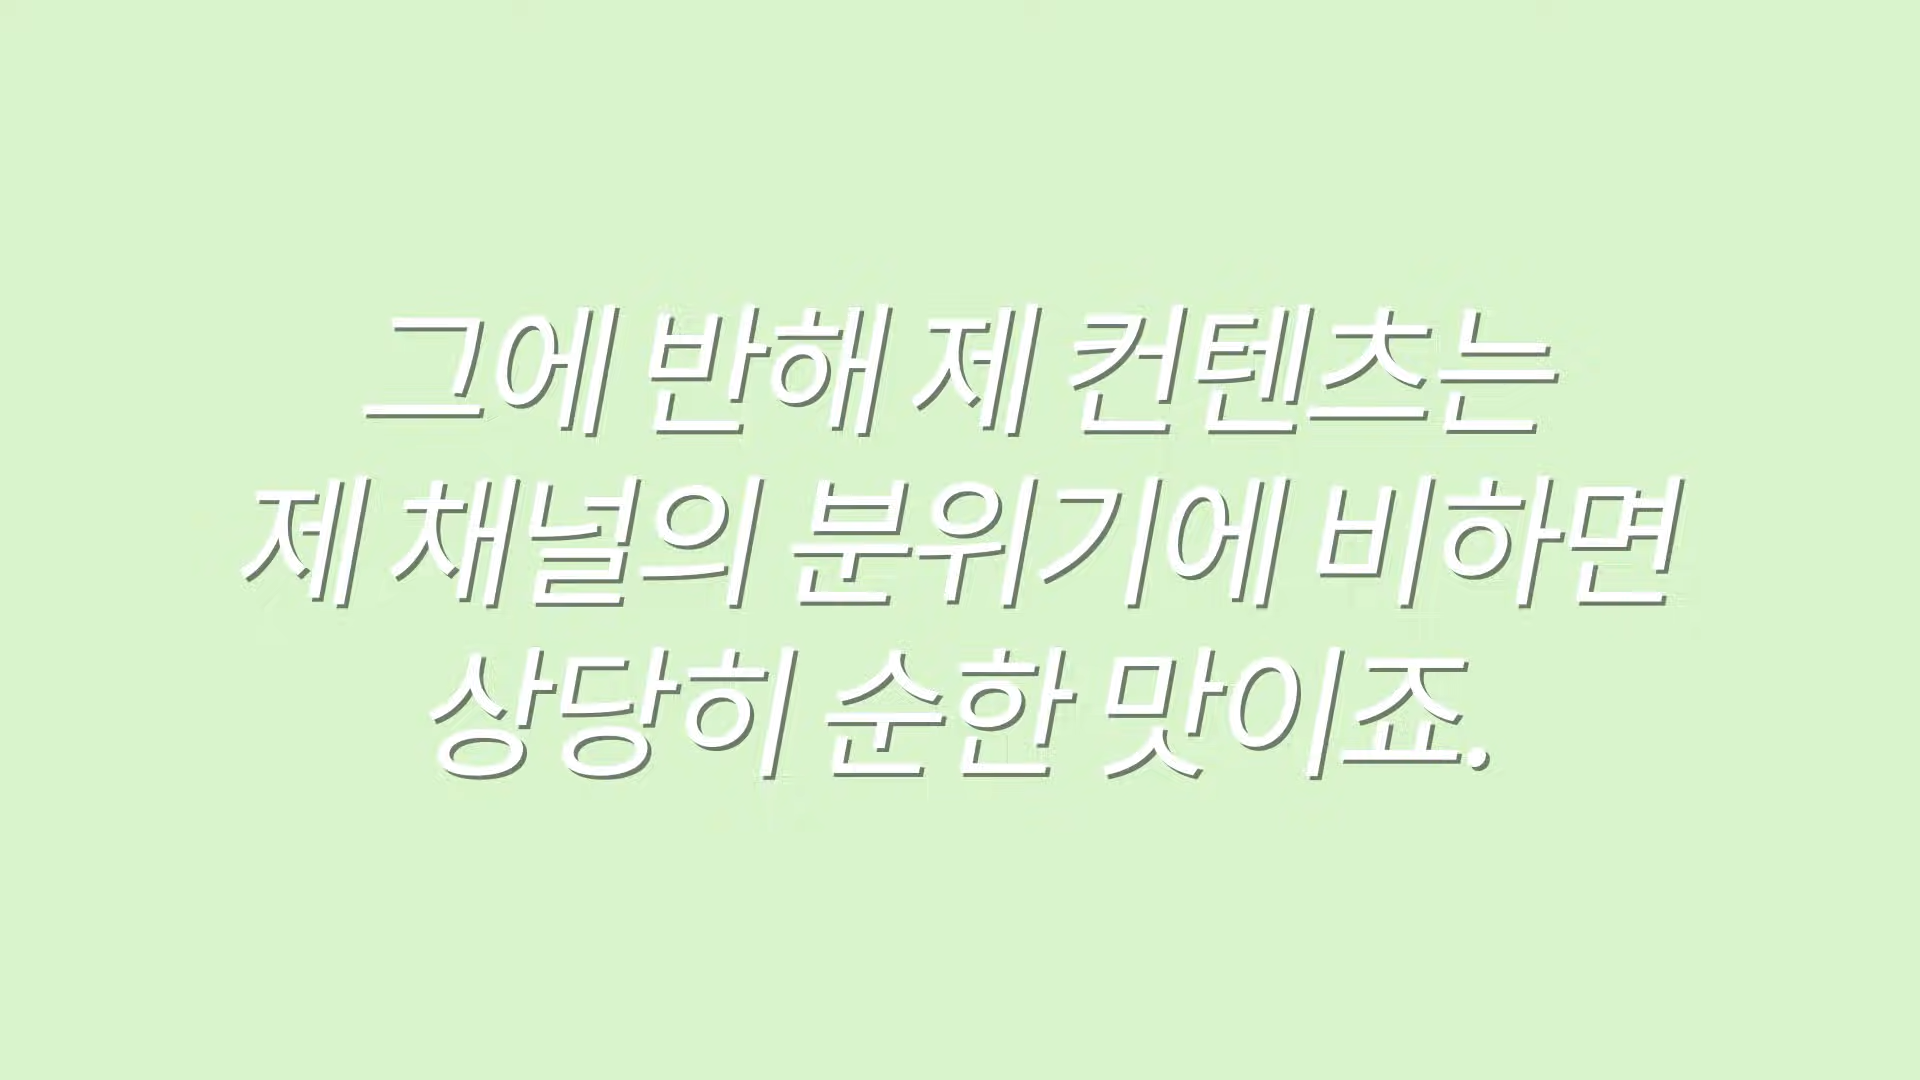 그에 반해 제 컨텐츠는
제 채널의 분위기에 비하면
상당히 순한 맛이죠.